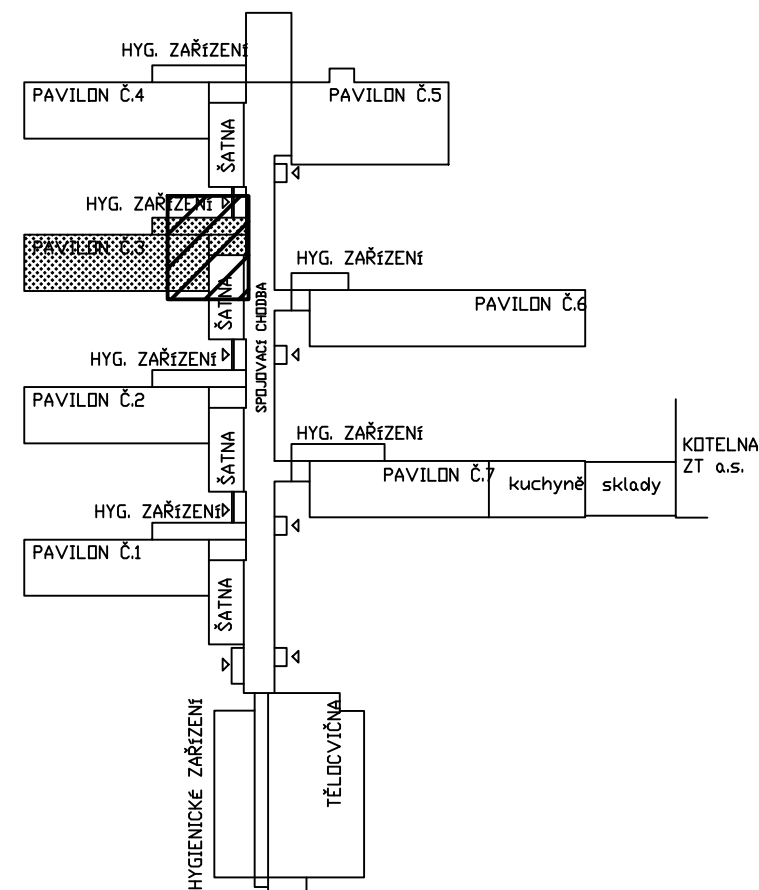 HYG. ZAŘÍZENÍ
PAVILON Č.4
PAVILON Č.5
ŠATNA
HYG. ZAŘÍZENÍ
PAVILON Č.3
ŠATNA
HYG. ZAŘÍZENÍ
PAVILON Č.6
SPOJOVACÍ CHODBA
HYG. ZAŘÍZENÍ
PAVILON Č.2
ŠATNA
HYG. ZAŘÍZENÍ
PAVILON Č.7
kuchyně
sklady
KOTELNA
ZT a.s.
HYG. ZAŘÍZENÍ
PAVILON Č.1
ŠATNA
HYGIENICKÉ ZAŘÍZENÍ
TĚLOCVIČNA